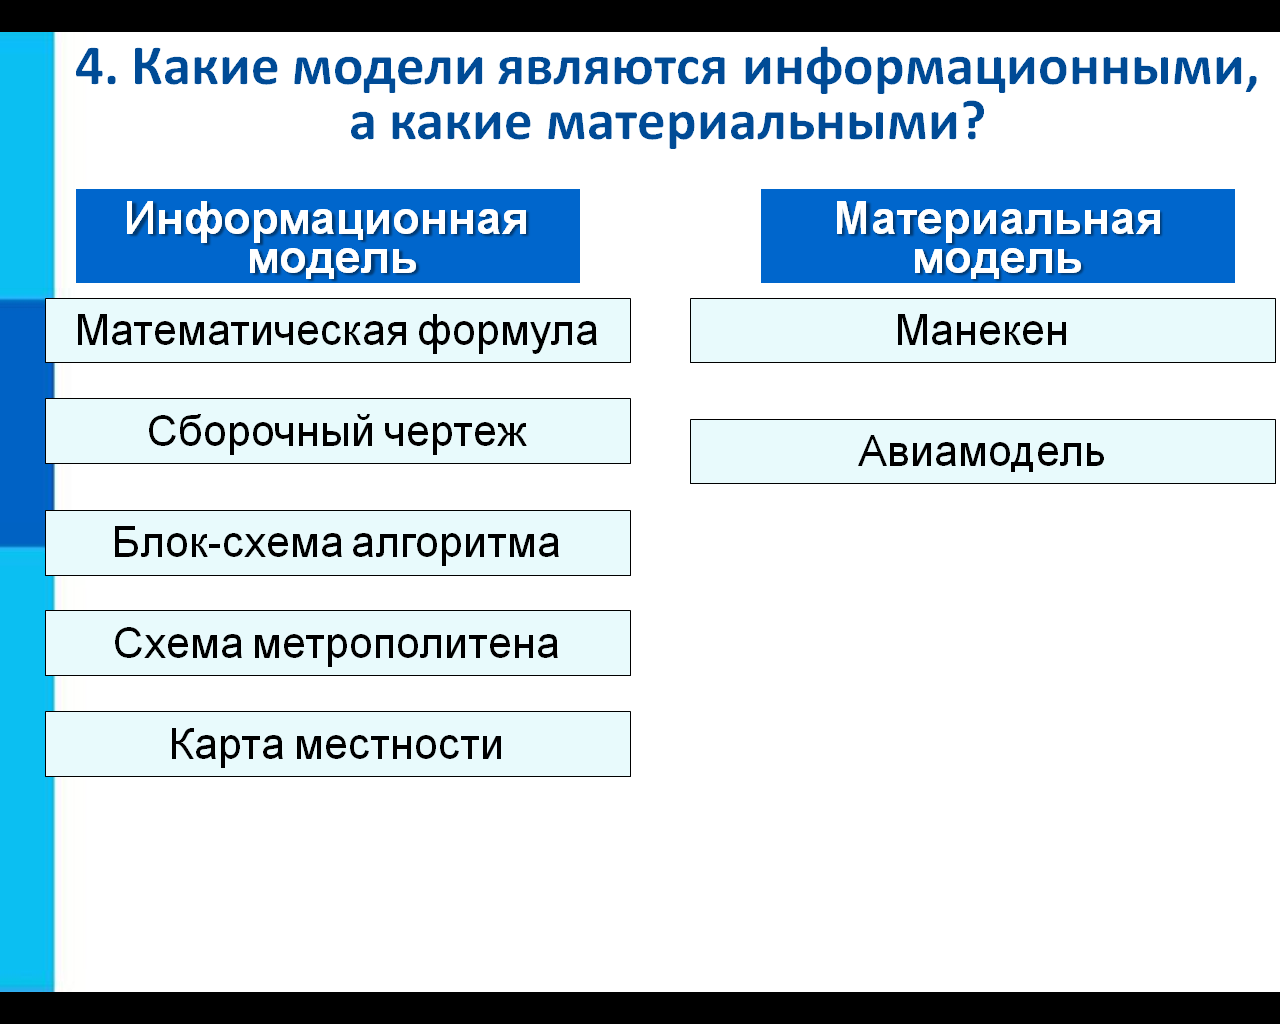 4. Какие модели являются информационными,
а какие материальными?
Информационная
модель
Материальная
модель
Математическая формула
Манекен
Сборочный чертеж
Авиамодель
Блок-схема алгоритма
Схема метрополитена
Карта местности